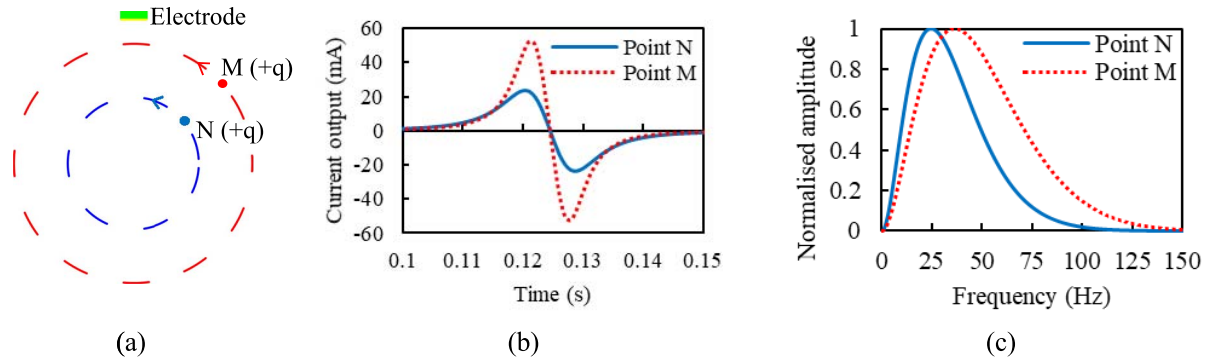 Electrode
M (+q)
N (+q)
(a)
Current output (mA)
60
40
20
0
-20
-40
-60
Point N
Point M
0.1 0.11 0.12 0.13 0.14 0.15
Time (s)
(b)
Normalised amplitude
1
0.8
0.6
0.4
0.2
0
Point N
Point M
0 25 50 75 100 125 150
Frequency (Hz)
(c)